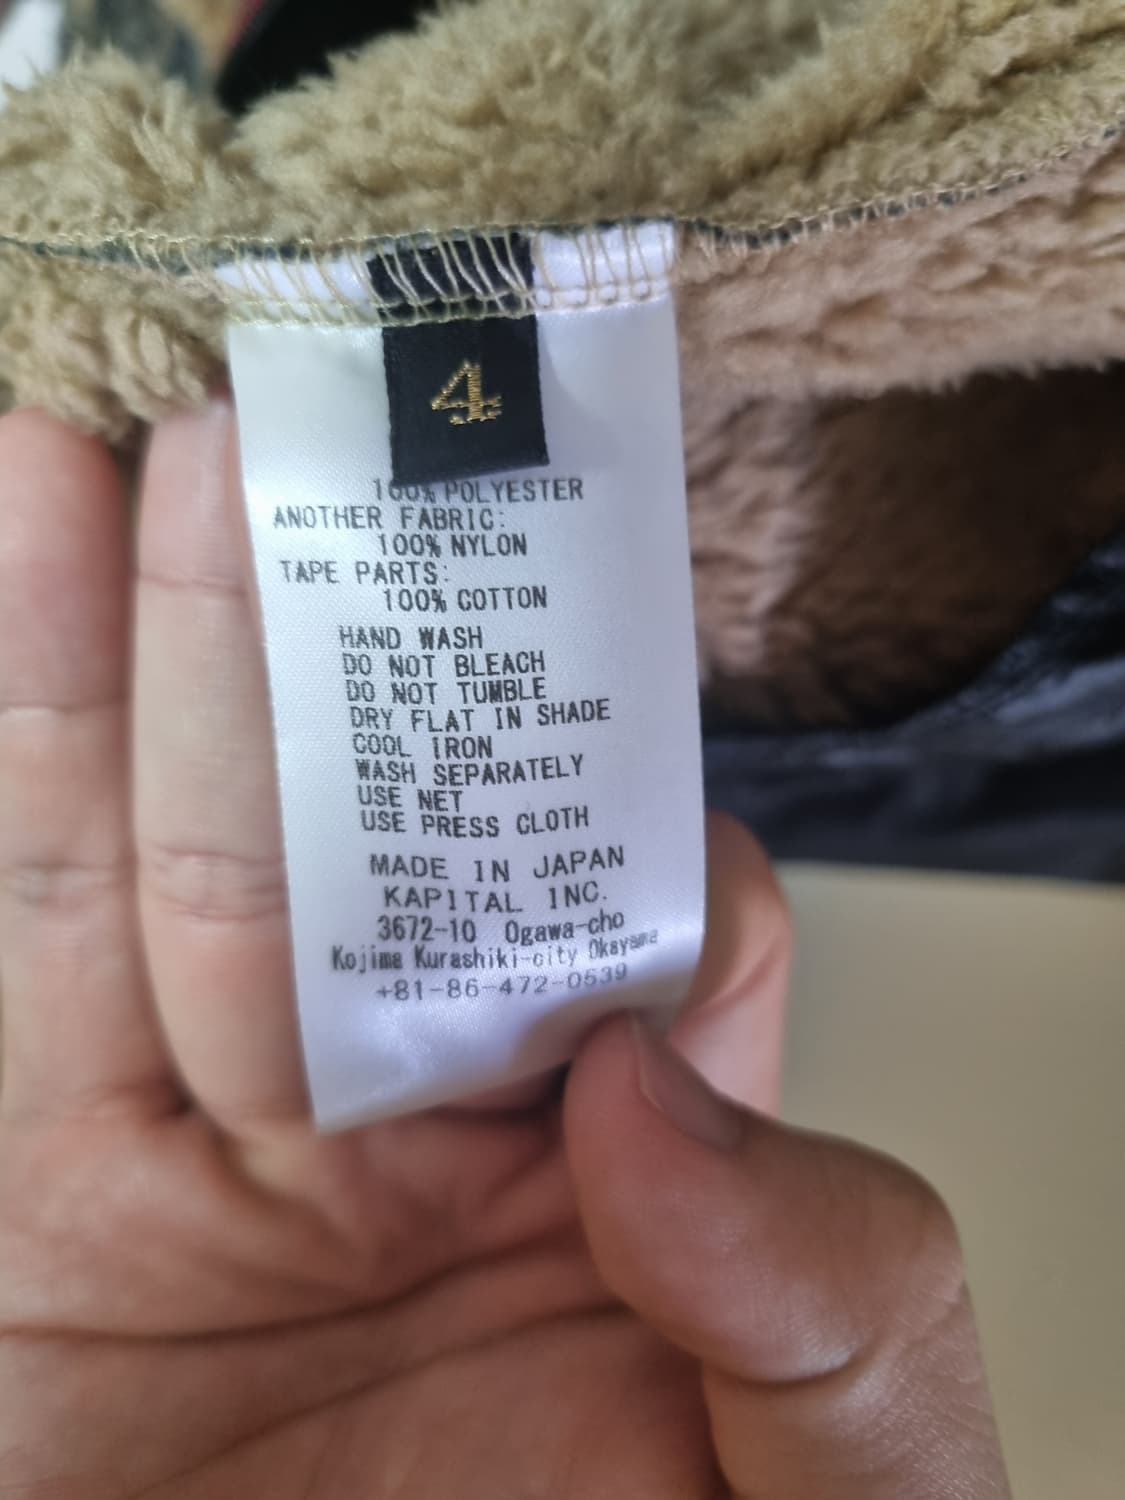 4
100% POLYESTER
ANOTHER FABRIC:
100% NYLON
TAPE PARTS:
100% COTTON
HAND WASH
DO NOT BLEACH
DO NOT TUMBLE
DRY FLAT IN SHADE
COOL IRON
WASH SEPARATELY
USE NET
USE PRESS CLOTH
MADE IN JAPAN
KAPITAL INC.
3672-10 Ogawa-cho
Kojima Kurashiki-city Okayama
+81-86-472-0539